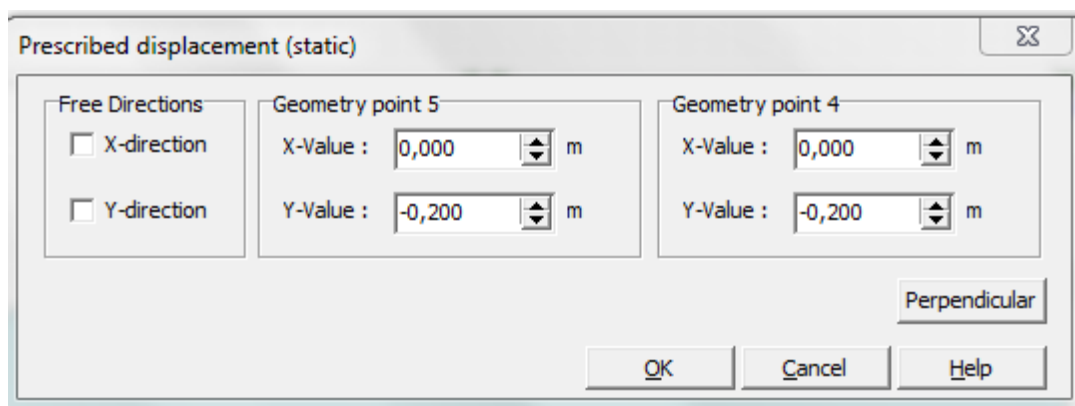 Prescribed displacement (static)
Free Directions
X-direction
Y-direction
Geometry point 5
X-Value : 0,000 m
Y-Value : -0,200 m
Geometry point 4
X-Value : 0,000 m
Y-Value : -0,200 m
Perpendicular
OK Cancel Help